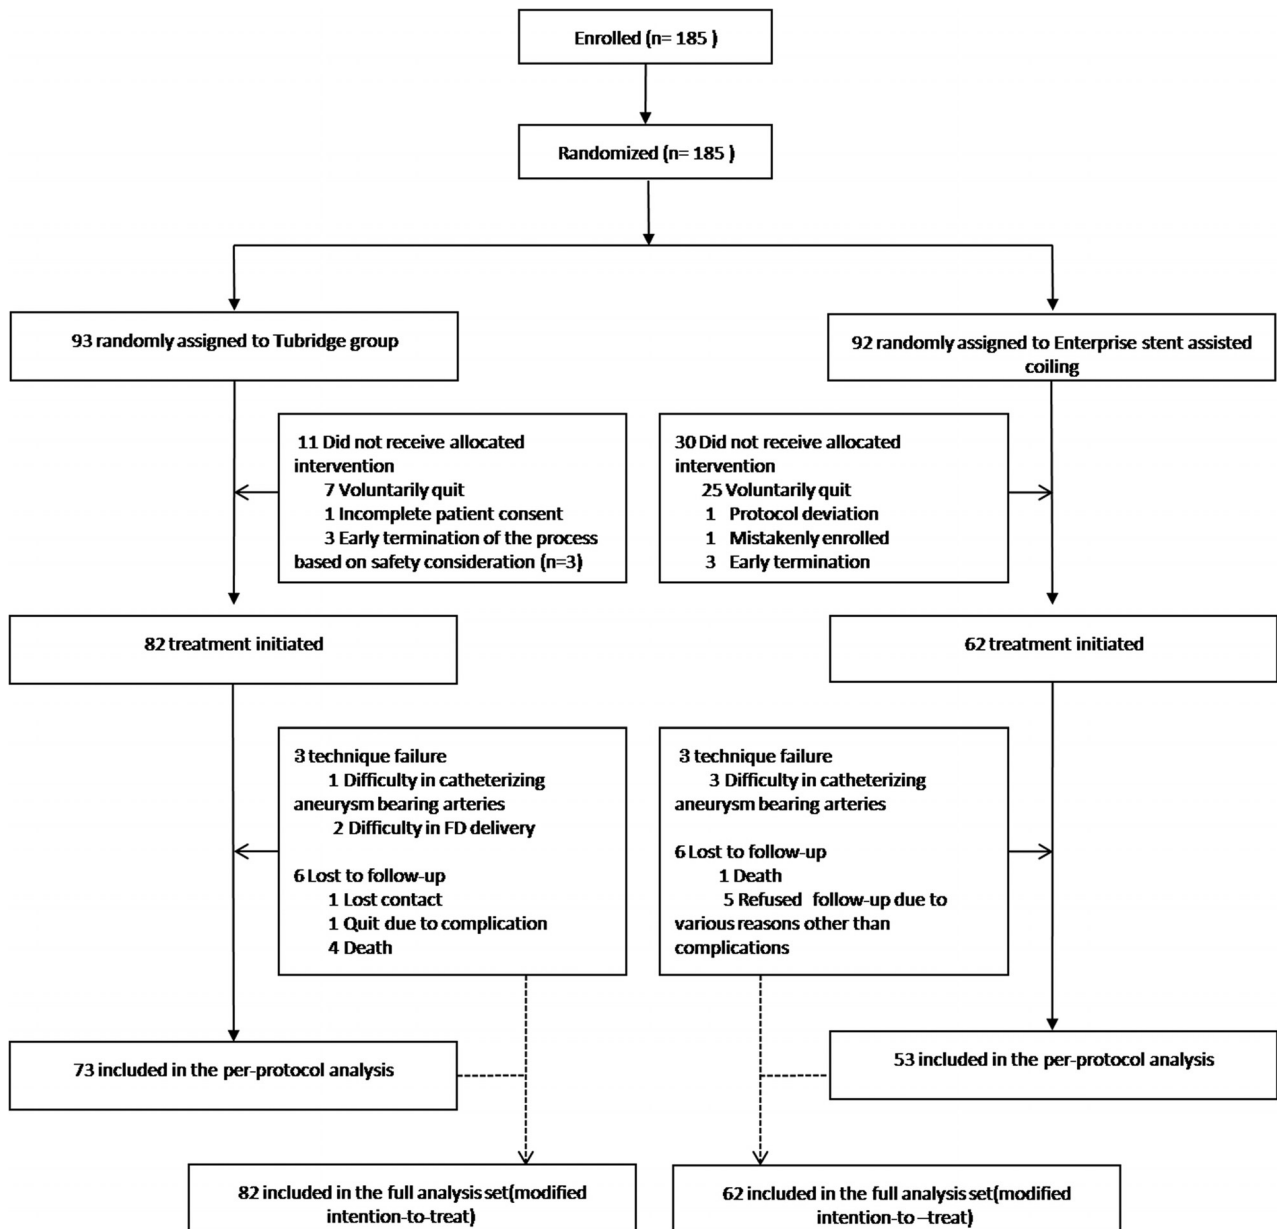 Enrolled (n= 185 )
Randomized (n= 185 )
93 randomly assigned to Tubridge group
92 randomly assigned to Enterprise stent assisted
coiling
11 Did not receive allocated
intervention
7 Voluntarily quit
1 Incomplete patient consent
3 Early termination of the process
based on safety consideration (n=3)
30 Did not receive allocated
intervention
25 Voluntarily quit
1 Protocol deviation
1 Mistakenly enrolled
3 Early termination
82 treatment initiated
62 treatment initiated
3 technique failure
1 Difficulty in catheterizing
aneurysm bearing arteries
2 Difficulty in FD delivery
6 Lost to follow-up
1 Lost contact
1 Quit due to complication
4 Death
3 technique failure
3 Difficulty in catheterizing
aneurysm bearing arteries
6 Lost to follow-up
1 Death
5 Refused follow-up due to
various reasons other than
complications
73 included in the per-protocol analysis
53 included in the per-protocol analysis
82 included in the full analysis set(modified
intention-to-treat)
62 included in the full analysis set(modified
intention-to –treat)